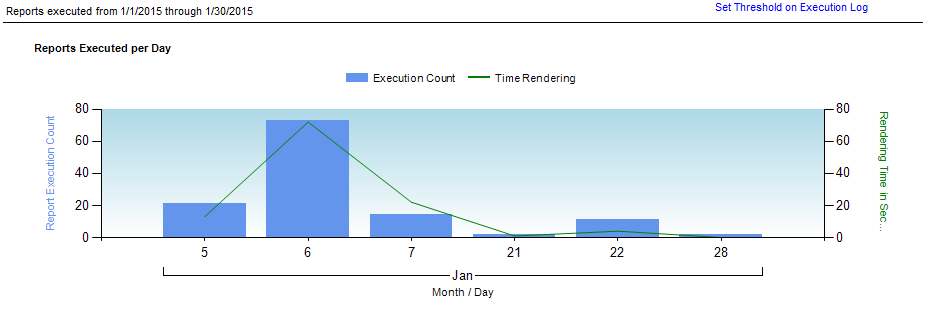 Reports executed from 1/1/2015 through 1/30/2015
Set Threshold on Execution Log
Reports Executed per Day
Execution Count
Time Rendering
Report Execution Count
80
60
40
20
0
80
60
40
20
0
Rendering Time in Sec...
5 6 7 21 22 28
Jan
Month / Day